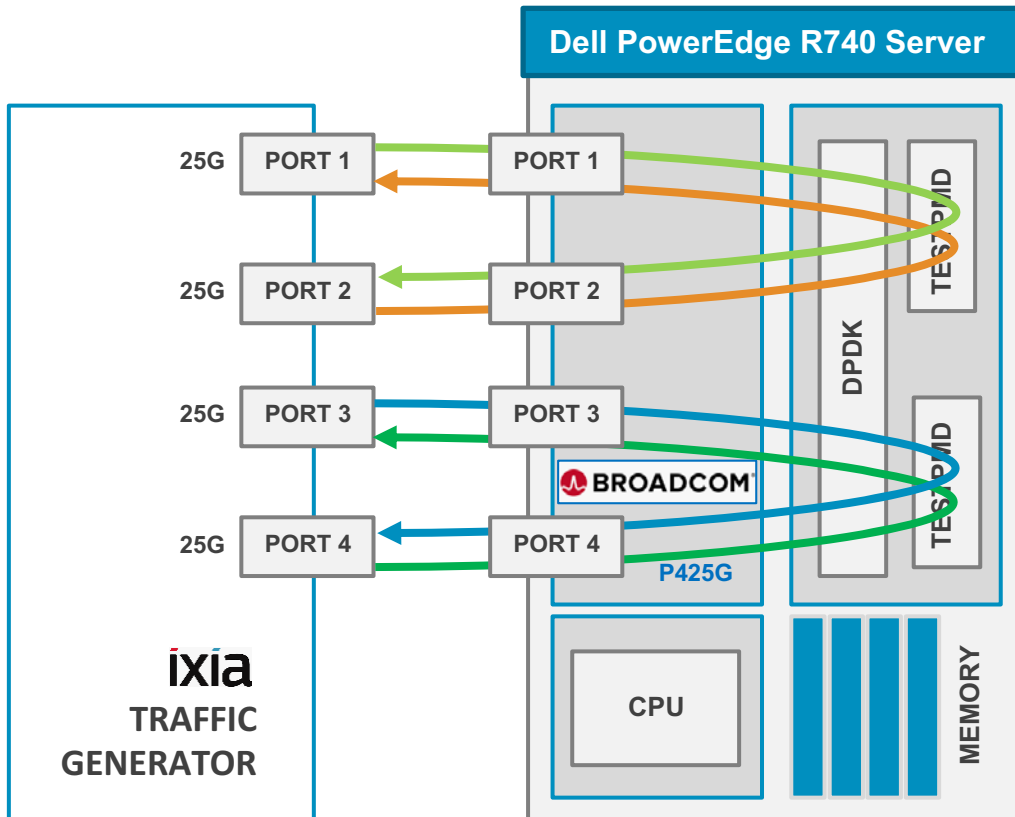 Dell PowerEdge R740 Server
25G
PORT 1
PORT 1
25G
PORT 2
PORT 2
TESTPMD
DPDK
25G
PORT 3
PORT 3
BROADCOM
25G
PORT 4
PORT 4
P425G
TESTPMD
ixia
TRAFFIC
GENERATOR
CPU
MEMORY